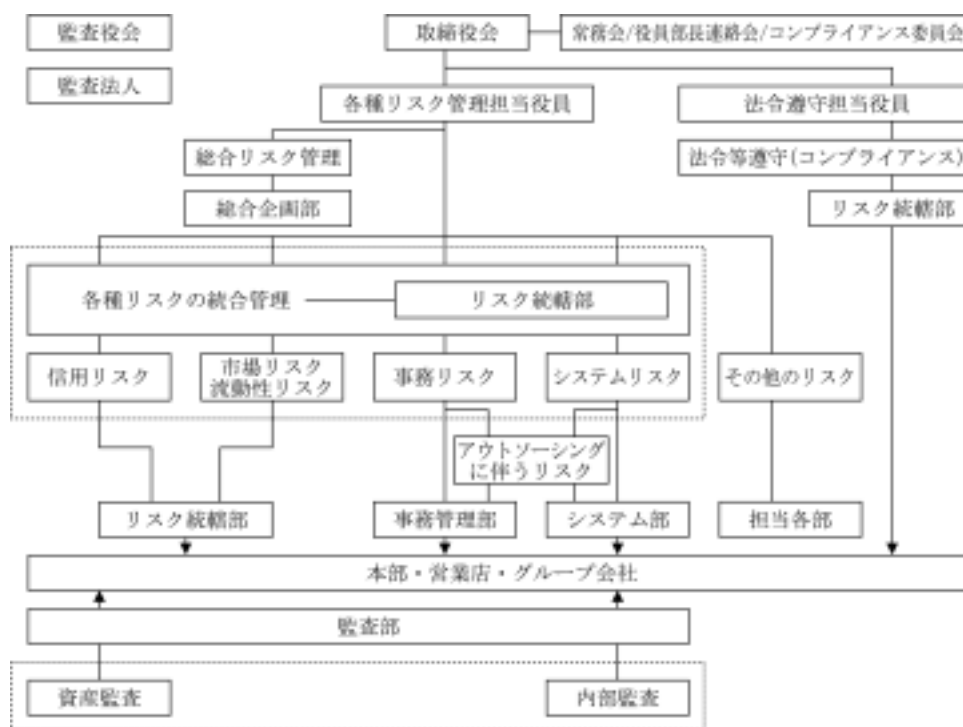 監査役会
取締役会
常務会/役員部長連絡会/コンプライアンス委員会
監査法人
各種リスク管理担当役員
法令遵守担当役員
総合リスク管理
法令等遵守(コンプライアンス)
総合企画部
リスク統轄部
各種リスクの統合管理
リスク統轄部
信用リスク
市場リスク
流動性リスク
事務リスク
システムリスク
その他のリスク
アウトソーシング
に伴うリスク
リスク統轄部
事務管理部
システム部
担当各部
本部・営業店・グループ会社
監査部
資産監査
内部監査